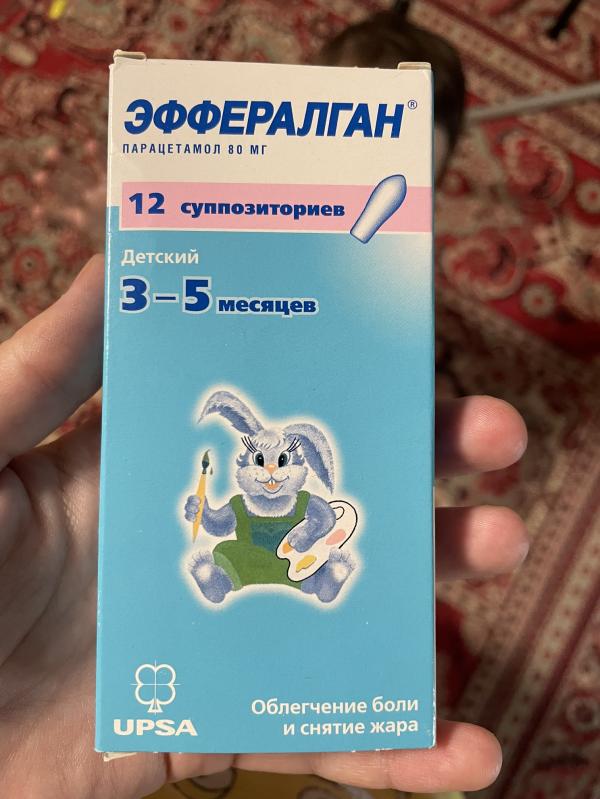 ЭФФЕРАЛГАН®
ПАРАЦЕТАМОЛ 80 МГ
12 суппозиториев
Детский
3–5 месяцев
UPSA
Облегчение боли
и снятие жара